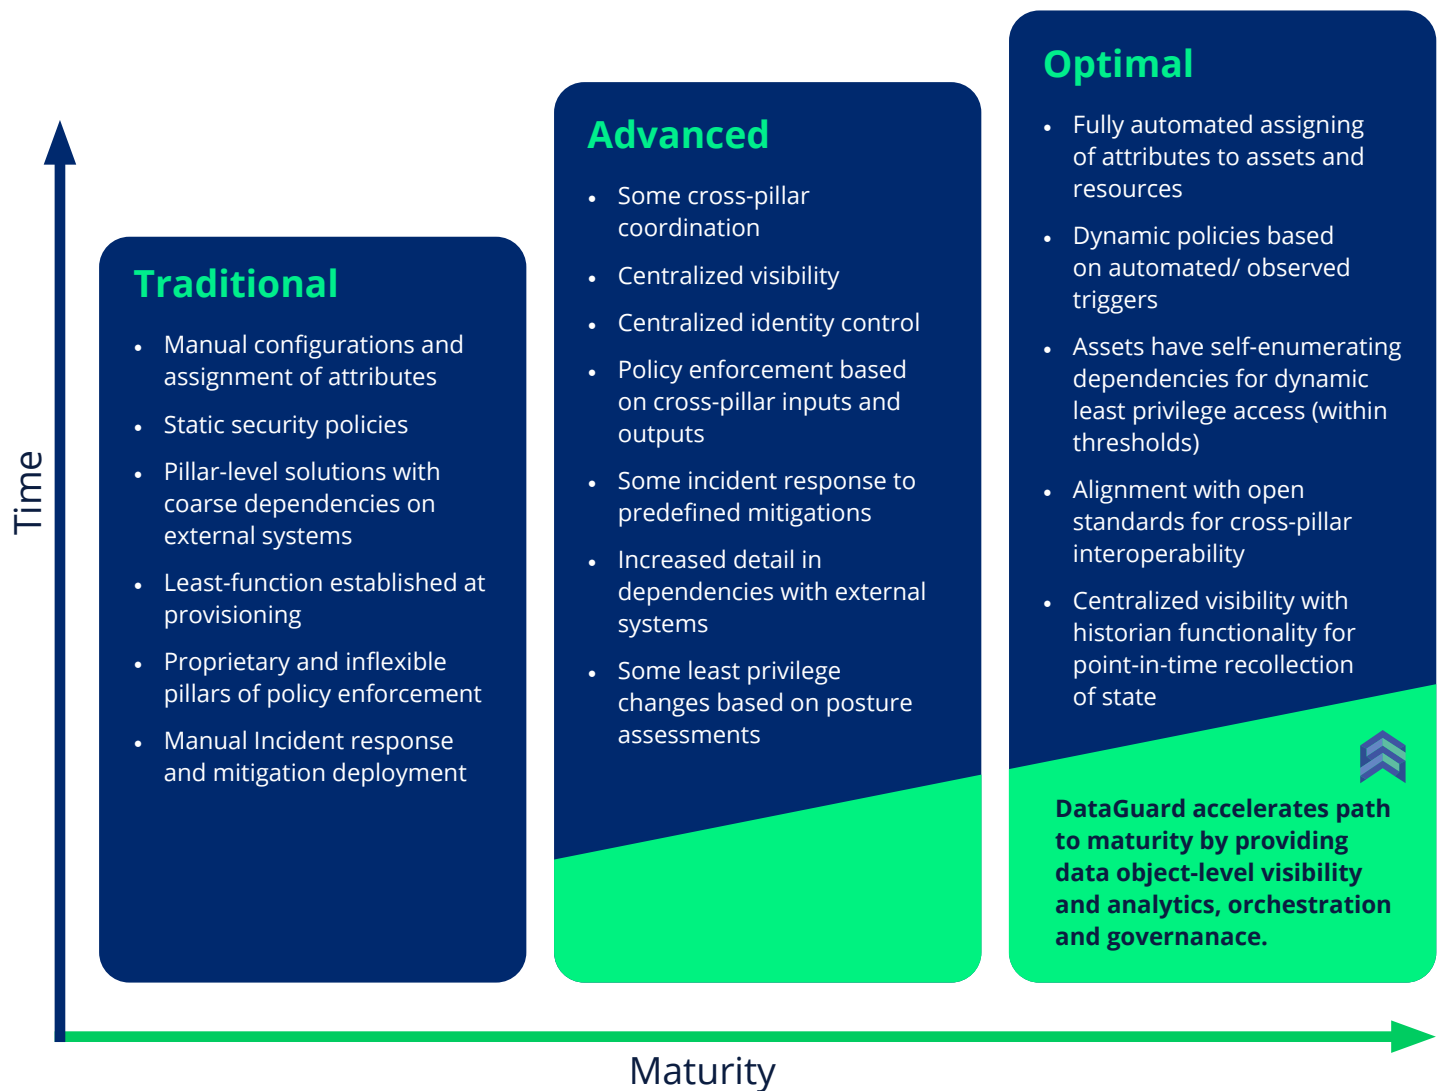 Time
Traditional
• Manual configurations and
assignment of attributes
• Static security policies
• Pillar-level solutions with
coarse dependencies on
external systems
• Least-function established at
provisioning
• Proprietary and inflexible
pillars of policy enforcement
• Manual Incident response
and mitigation deployment
Advanced
• Some cross-pillar
coordination
• Centralized visibility
• Centralized identity control
• Policy enforcement based
on cross-pillar inputs and
outputs
• Some incident response to
predefined mitigations
• Increased detail in
dependencies with external
systems
• Some least privilege
changes based on posture
assessments
Optimal
• Fully automated assigning
of attributes to assets and
resources
• Dynamic policies based
on automated/ observed
triggers
• Assets have self-enumerating
dependencies for dynamic
least privilege access (within
thresholds)
• Alignment with open
standards for cross-pillar
interoperability
• Centralized visibility with
historian functionality for
point-in-time recollection
of state
DataGuard accelerates path
to maturity by providing
data object-level visibility
and analytics, orchestration
and governanace.
Maturity